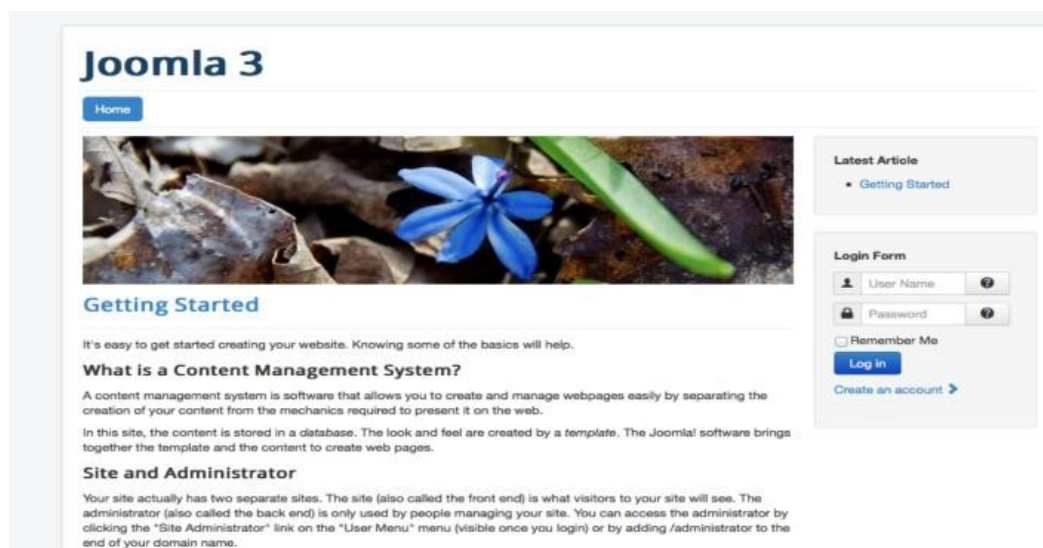 Joomla 3
Home
Getting Started
It's easy to get started creating your website. Knowing some of the basics will help.
What is a Content Management System?
A content management system is software that allows you to create and manage webpages easily by separating the
creation of your content from the mechanics required to present it on the web.
In this site, the content is stored in a database. The look and feel are created by a template. The Joomla! software brings
together the template and the content to create web pages.
Site and Administrator
Your site actually has two separate sites. The site (also called the front end) is what visitors to your site will see. The
administrator (also called the back end) is only used by people managing your site. You can access the administrator by
clicking the "Site Administrator" link on the "User Menu" menu (visible once you login) or by adding /administrator to the
end of your domain name.
Latest Article
Getting Started
Login Form
User Name
Password
Remember Me
Log in
Create an account